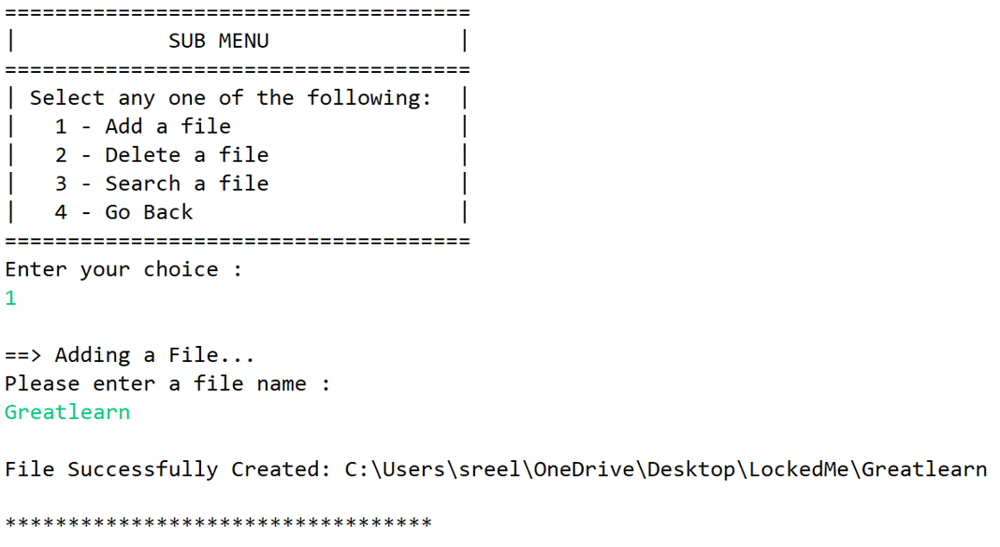 =====================================
|            SUB MENU               |
=====================================
| Select any one of the following:  |
|   1 - Add a file                  |
|   2 - Delete a file               |
|   3 - Search a file               |
|   4 - Go Back                     |
=====================================
Enter your choice :
1
==> Adding a File...
Please enter a file name :
Greatlearn
File Successfully Created: C:\Users\sreel\OneDrive\Desktop\LockedMe\Greatlearn
**********************************